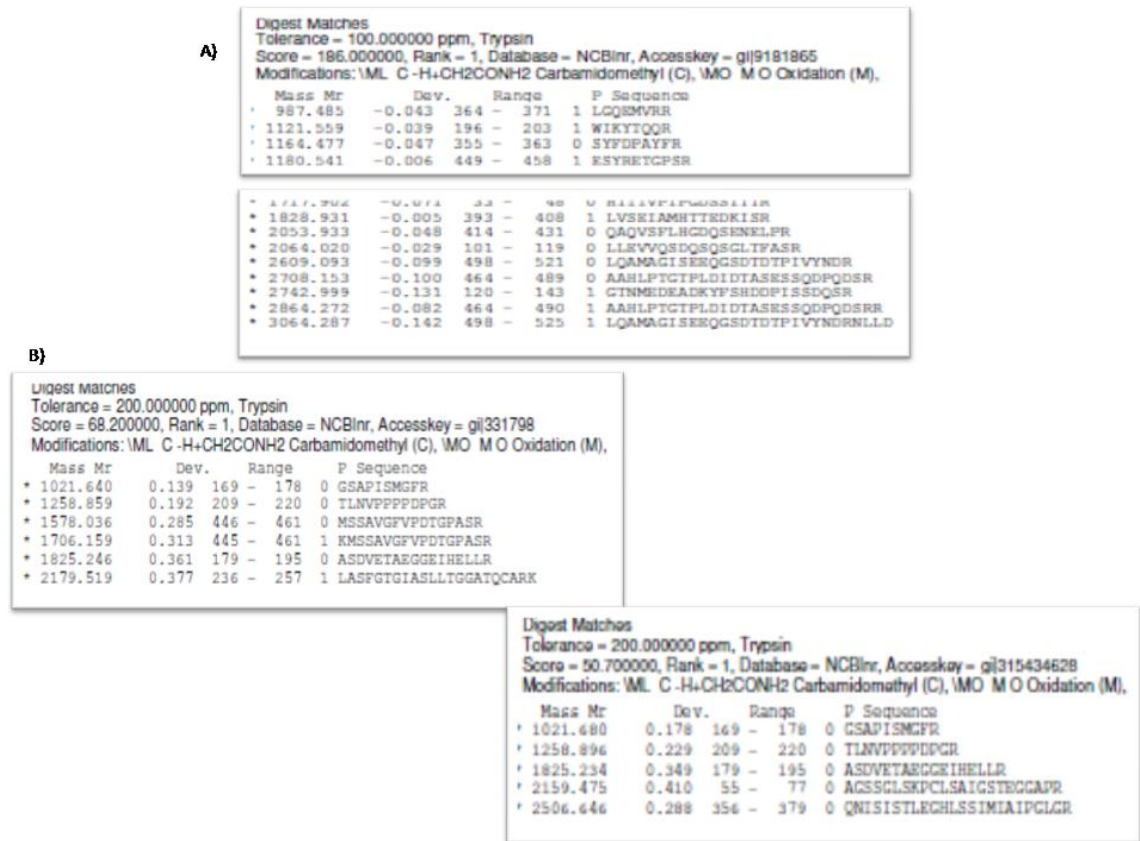 A)
Digest Matches
Tolerance = 100.000000 ppm, Trypsin
Score = 186.000000, Rank = 1, Database = NCBInr, Accesskey = gi|9181865
Modifications: \ML C -H+CH2CONH2 Carbamidomethyl (C), \MO M O Oxidation (M),
Mass Mr Dev. Range P Sequence
' 987.485 -0.043 364 - 371 1 LGQEMVRR
' 1121.559 -0.039 196 - 203 1 WIKYTQQR
' 1164.477 -0.047 355 - 363 0 SYFDPAYFR
' 1180.541 -0.006 449 - 458 1 ESYRETGPSR
* 1717.902 -0.071 33 - 48 0
* 1828.931 -0.005 393 - 408 1 LVSEIAMHTTEDKISR
* 2053.933 -0.048 414 - 431 0 QAQVSFLHGDQSENELPR
* 2064.020 -0.029 101 - 119 0 LLEVVQSDQSQSGLTFASR
* 2609.093 -0.099 498 - 521 0 LQAMAGISEEQGSDTDTPIVYNDR
* 2708.153 -0.100 464 - 489 0 AAHLPTGTPLDIDTASESSQDPQDSR
* 2742.999 -0.131 120 - 143 1 GTNMEDEADKYFSHDDPISSDQSR
* 2864.272 -0.082 464 - 490 1 AAHLPTGTPLDIDTASESSQDPQDSRR
* 3064.287 -0.142 498 - 525 1 LQAMAGISEEQGSDTDTPIVYNDRNLLD
B)
Digest Matches
Tolerance = 200.000000 ppm, Trypsin
Score = 68.200000, Rank = 1, Database = NCBInr, Accesskey = gi|331798
Modifications: \ML C -H+CH2CONH2 Carbamidomethyl (C), \MO M O Oxidation (M),
Mass Mr Dev. Range P Sequence
* 1021.640 0.139 169 - 178 0 GSAPISMGFR
* 1258.859 0.192 209 - 220 0 TLNVPPPPDPGR
* 1578.036 0.285 446 - 461 0 MSSAVGFVPDTGPASR
* 1706.159 0.313 445 - 461 1 KMSSAVGFVPDTGPASR
* 1825.246 0.361 179 - 195 0 ASDVETAEGGEIHELLR
* 2179.519 0.377 236 - 257 1 LASFGTGIASLLTGGATQCARK
Digest Matches
Tolerance = 200.000000 ppm, Trypsin
Score = 50.700000, Rank = 1, Database = NCBInr, Accesskey = gi|315434628
Modifications: \ML C -H+CH2CONH2 Carbamidomethyl (C), \MO M O Oxidation (M),
Mass Mr Dev. Range P Sequence
' 1021.680 0.178 169 - 178 0 GSAPISMGFR
' 1258.896 0.229 209 - 220 0 TLNVPPPPDPGR
' 1825.234 0.349 179 - 195 0 ASDVETAEGGEIHELLR
' 2159.475 0.410 55 - 77 0 AGSSGLSKPCLSAIGSTEGGAPR
' 2506.646 0.288 356 - 379 0 QNISISTLEGHLSSIMIAIPGLGR